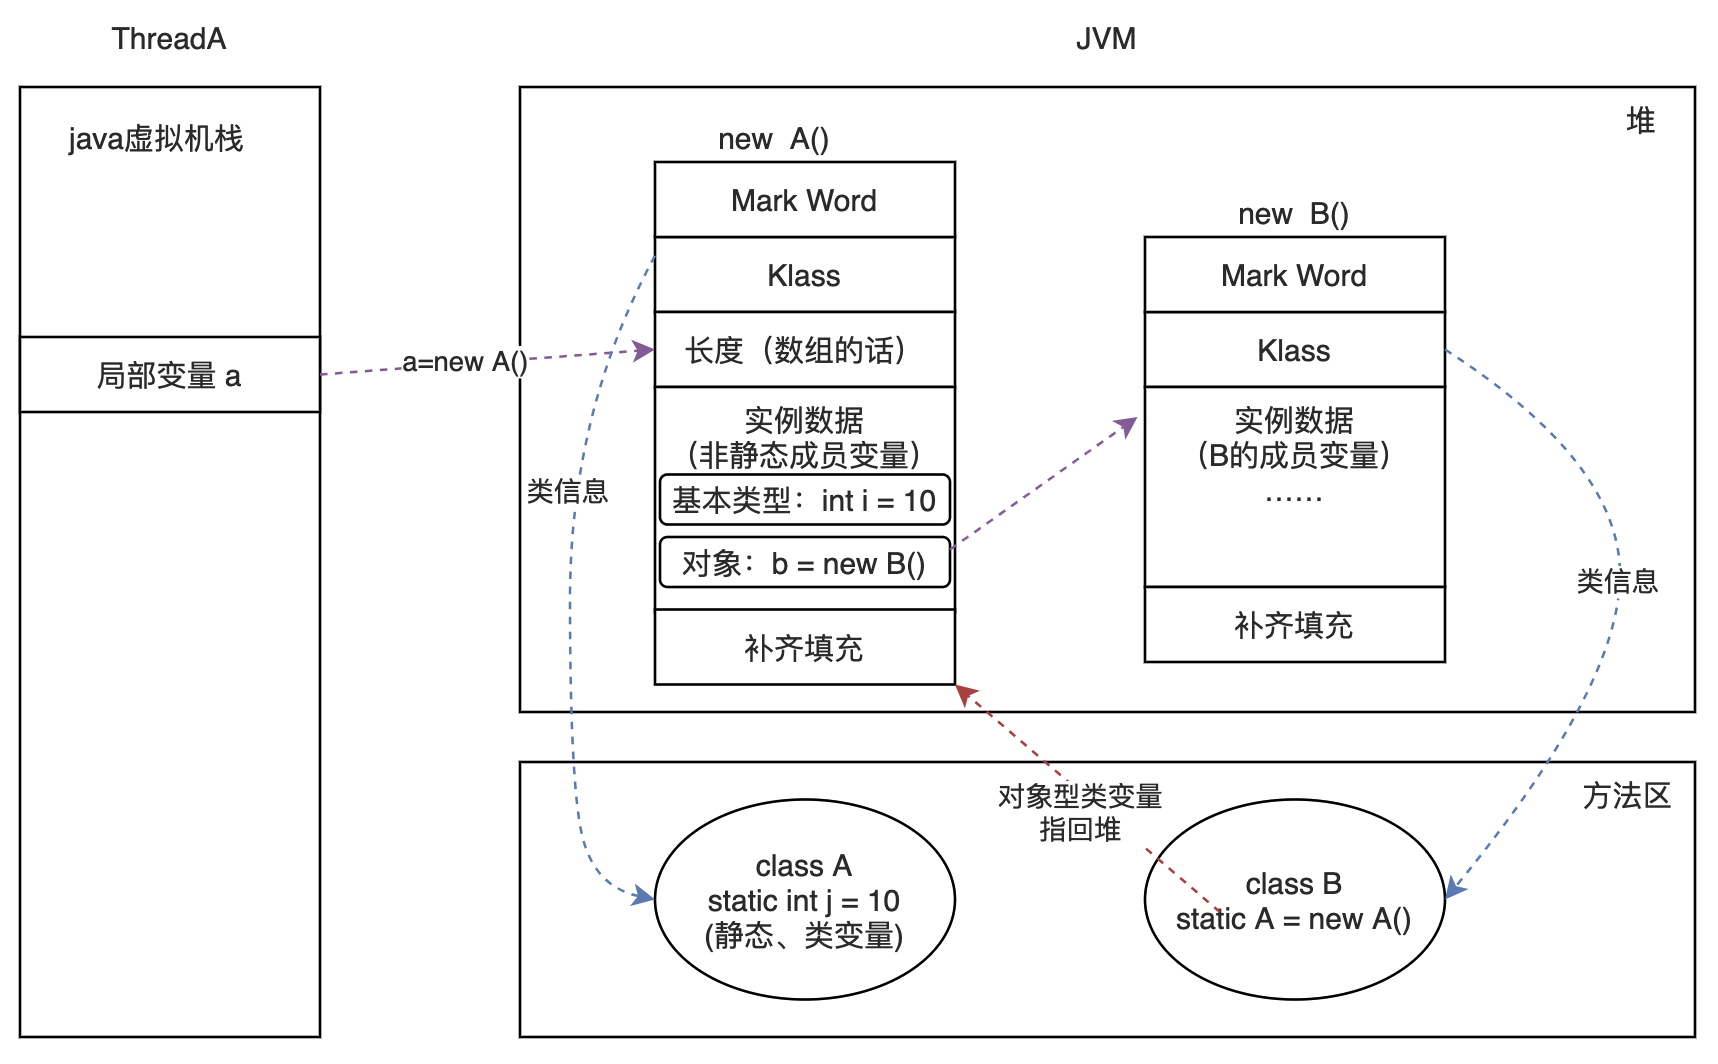 ThreadA
java虚拟机栈
局部变量 a
a=new A()
JVM
堆
new  A()
Mark Word
Klass
长度（数组的话）
实例数据
（非静态成员变量）
基本类型：int i = 10
对象：b = new B()
补齐填充
new  B()
Mark Word
Klass
实例数据
（B的成员变量）
······
补齐填充
类信息
类信息
方法区
对象型类变量
指回堆
class A
static int j = 10
(静态、类变量)
class B
static A = new A()